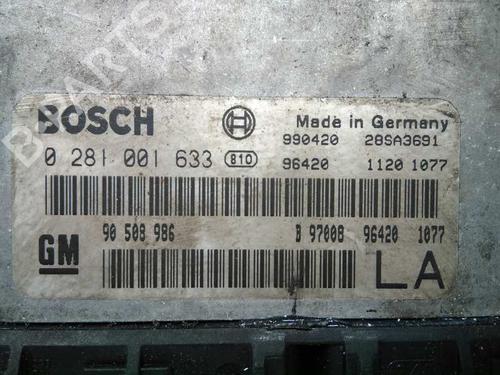 BOSCH
Made in Germany
990420 28SA3691
0 281 001 633 810 96420 1120 1077
90 508 986 B 97008 96420 1077
GM LA